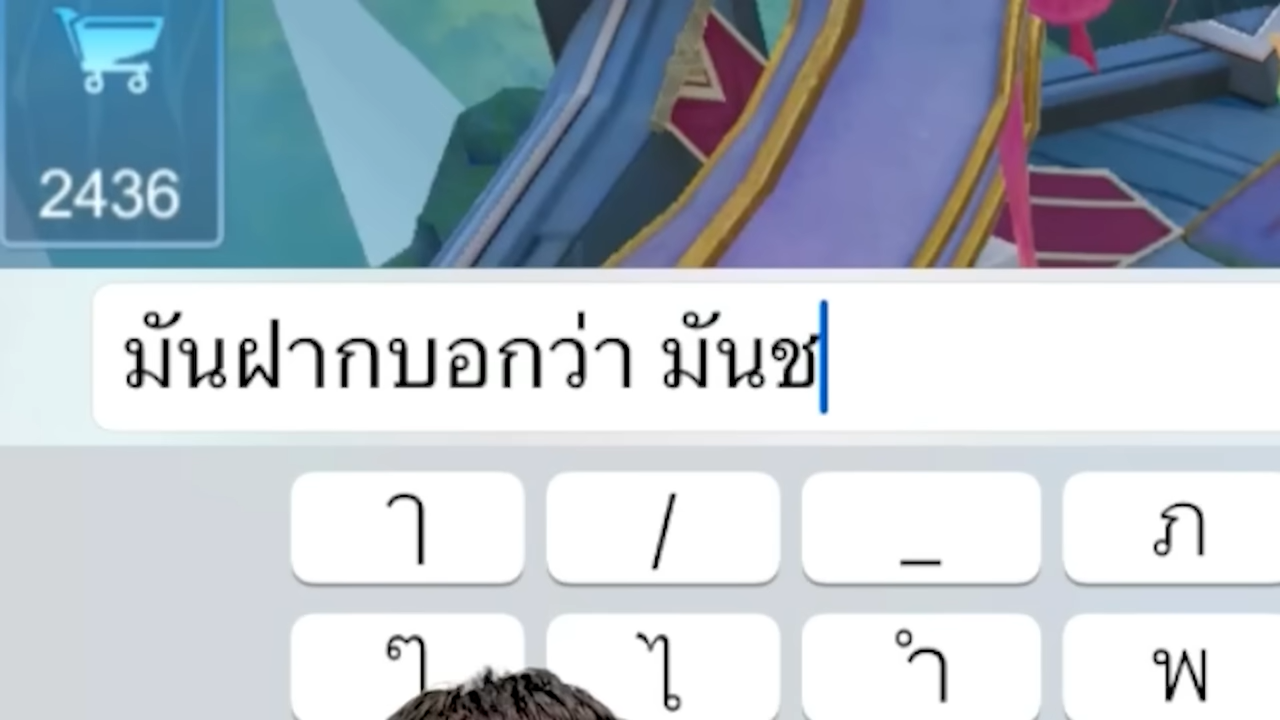 2436
มันฝากบอกว่า มันช
ๅ / _ ภ
ๆ ไ ำ พ